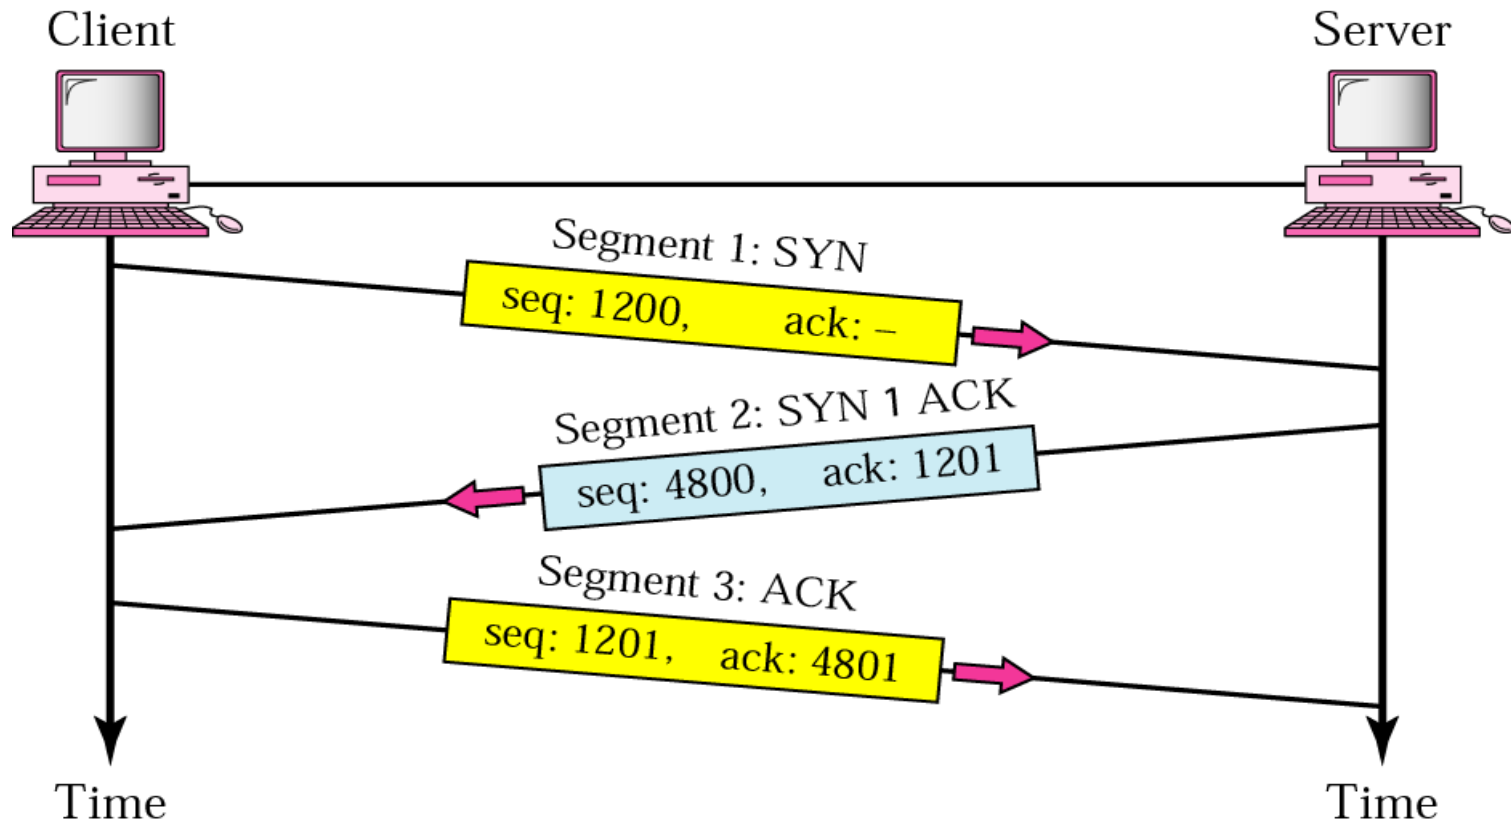 Client
Server
Segment 1: SYN
seq: 1200, ack: –
Segment 2: SYN 1 ACK
seq: 4800, ack: 1201
Segment 3: ACK
seq: 1201, ack: 4801
Time
Time